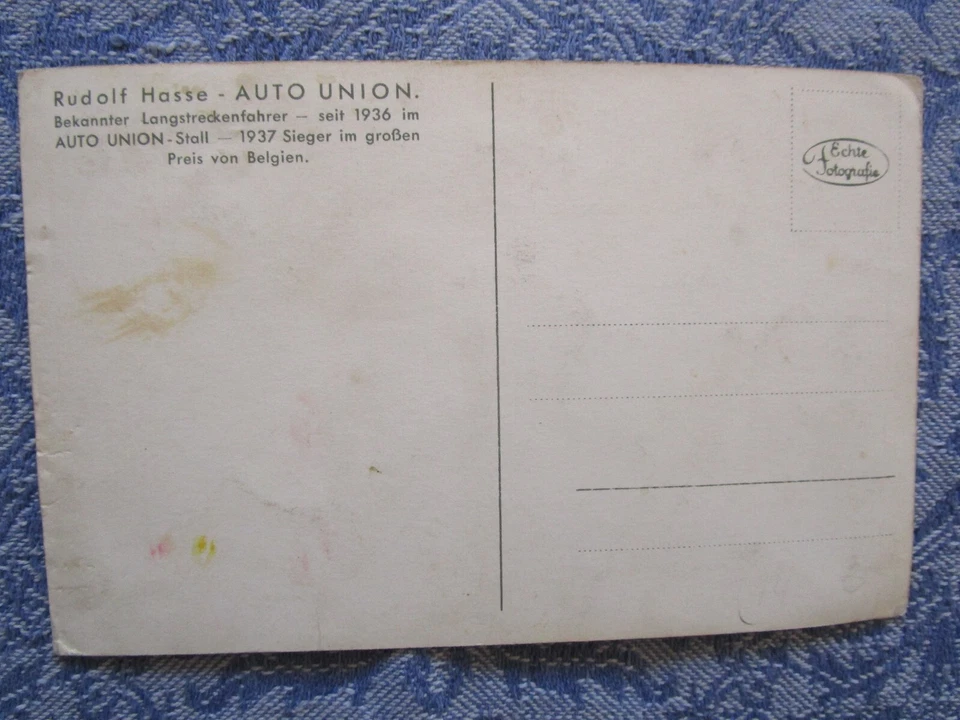 Rudolf Hasse - AUTO UNION.
Bekannter Langstreckenfahrer — seit 1936 im
AUTO UNION-Stall — 1937 Sieger im großen
Preis von Belgien.
Echte
Fotografie